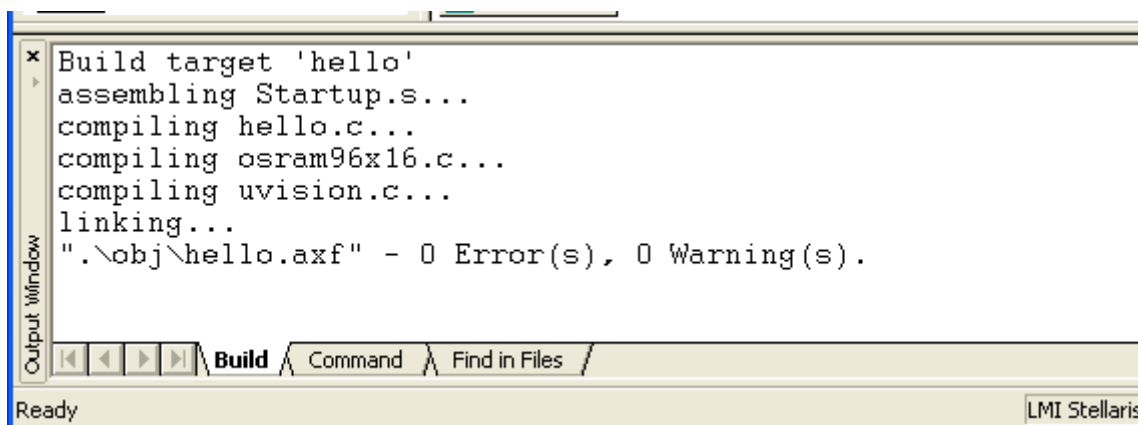 Build target 'hello'
assembling Startup.s...
compiling hello.c...
compiling osram96x16.c...
compiling uvision.c...
linking...
".\obj\hello.axf" - 0 Error(s), 0 Warning(s).
Output Window
Build Command Find in Files
Ready LMI Stellaris